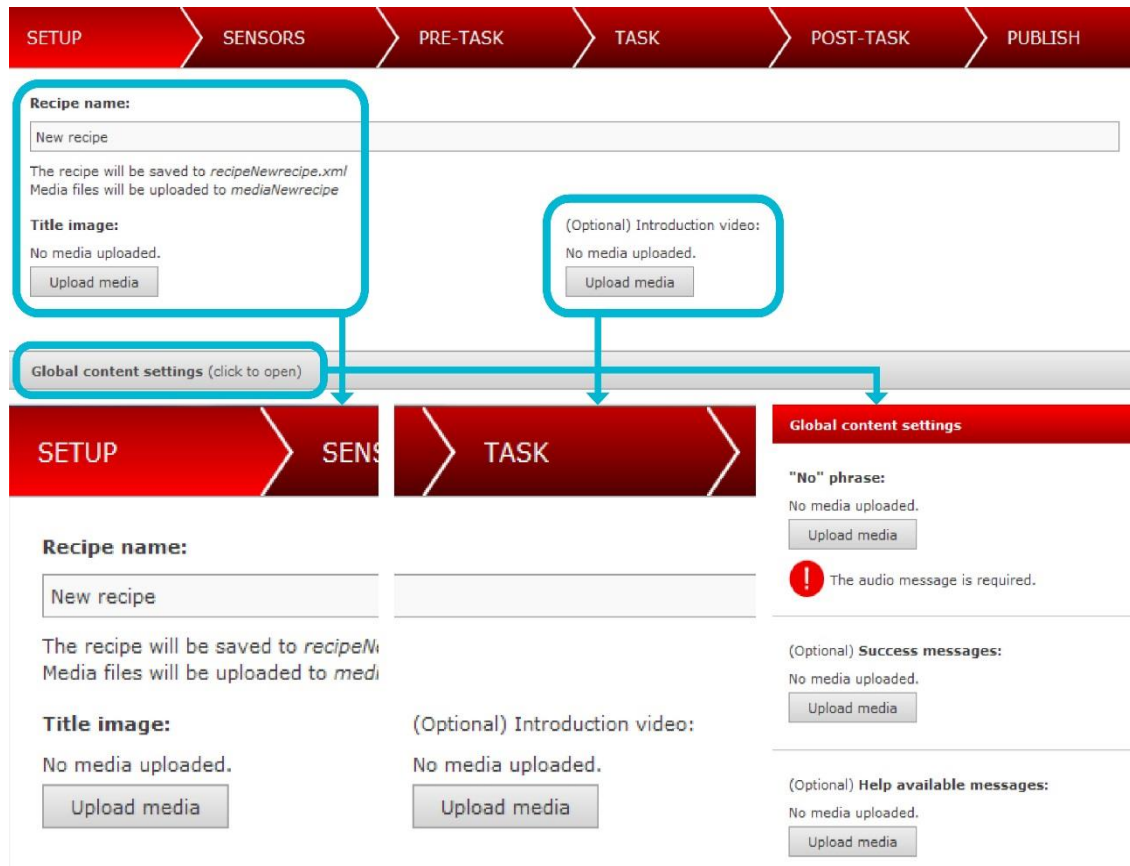 SETUP
SENSORS
PRE-TASK
TASK
POST-TASK
PUBLISH
Recipe name:
New recipe
The recipe will be saved to recipeNewrecipe.xml
Media files will be uploaded to mediaNewrecipe
Title image:
No media uploaded.
Upload media
(Optional) Introduction video:
No media uploaded.
Upload media
Global content settings (click to open)
SETUP
SENS
Recipe name:
New recipe
The recipe will be saved to recipeNe
Media files will be uploaded to medi
Title image:
No media uploaded.
Upload media
TASK
(Optional) Introduction video:
No media uploaded.
Upload media
Global content settings
"No" phrase:
No media uploaded.
Upload media
! The audio message is required.
(Optional) Success messages:
No media uploaded.
Upload media
(Optional) Help available messages:
No media uploaded.
Upload media